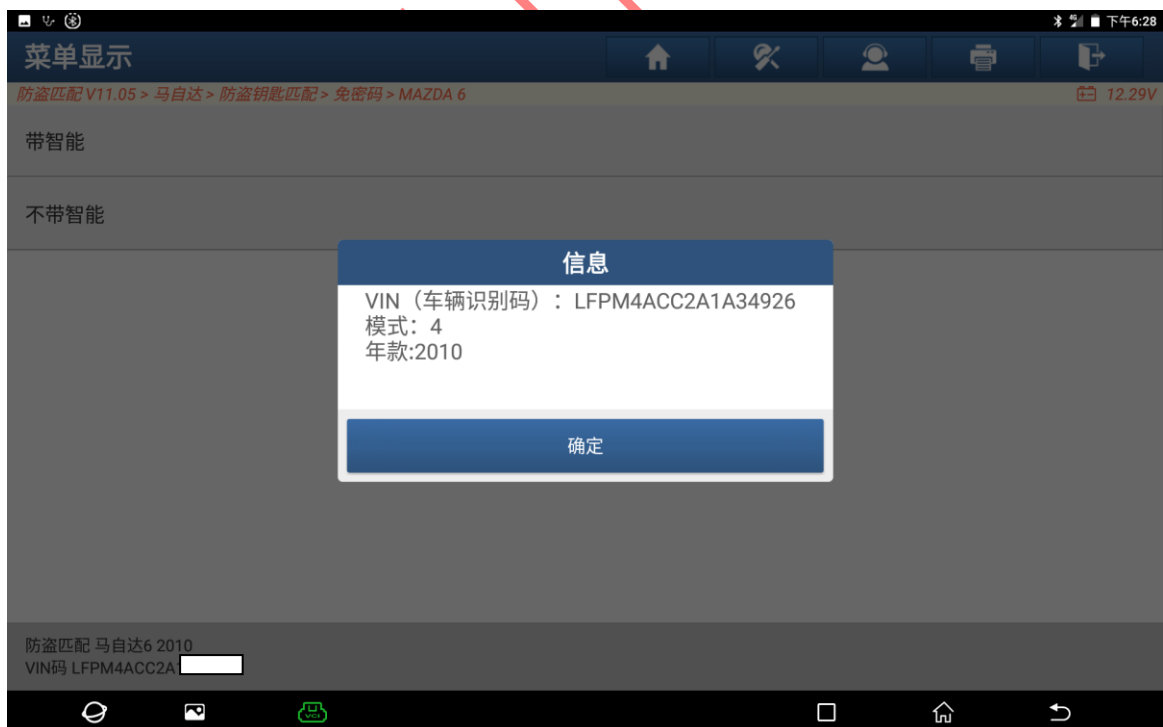 下午6:28
菜单显示
防盗匹配 V11.05 > 马自达 > 防盗钥匙匹配 > 免密码 > MAZDA 6
12.29V
带智能
不带智能
信息
VIN（车辆识别码）: LFPM4ACC2A1A34926
模式: 4
年款:2010
确定
防盗匹配 马自达6 2010
VIN码 LFPM4ACC2A
VCI